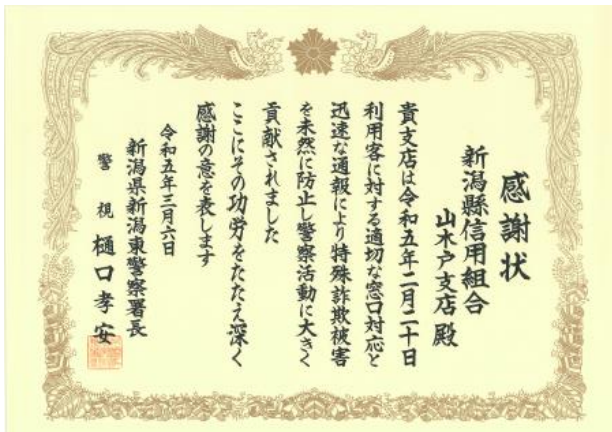 感謝状
新潟縣信用組合
山木戸支店 殿
貴支店は令和五年二月二十日
利用客に対する適切な窓口対応と
迅速な通報により特殊詐欺被害
を未然に防止し警察活動に大きく
貢献されました
ここにその功労をたたえ深く
感謝の意を表します
令和五年三月六日
新潟県新潟東警察署長
警視 樋口孝安